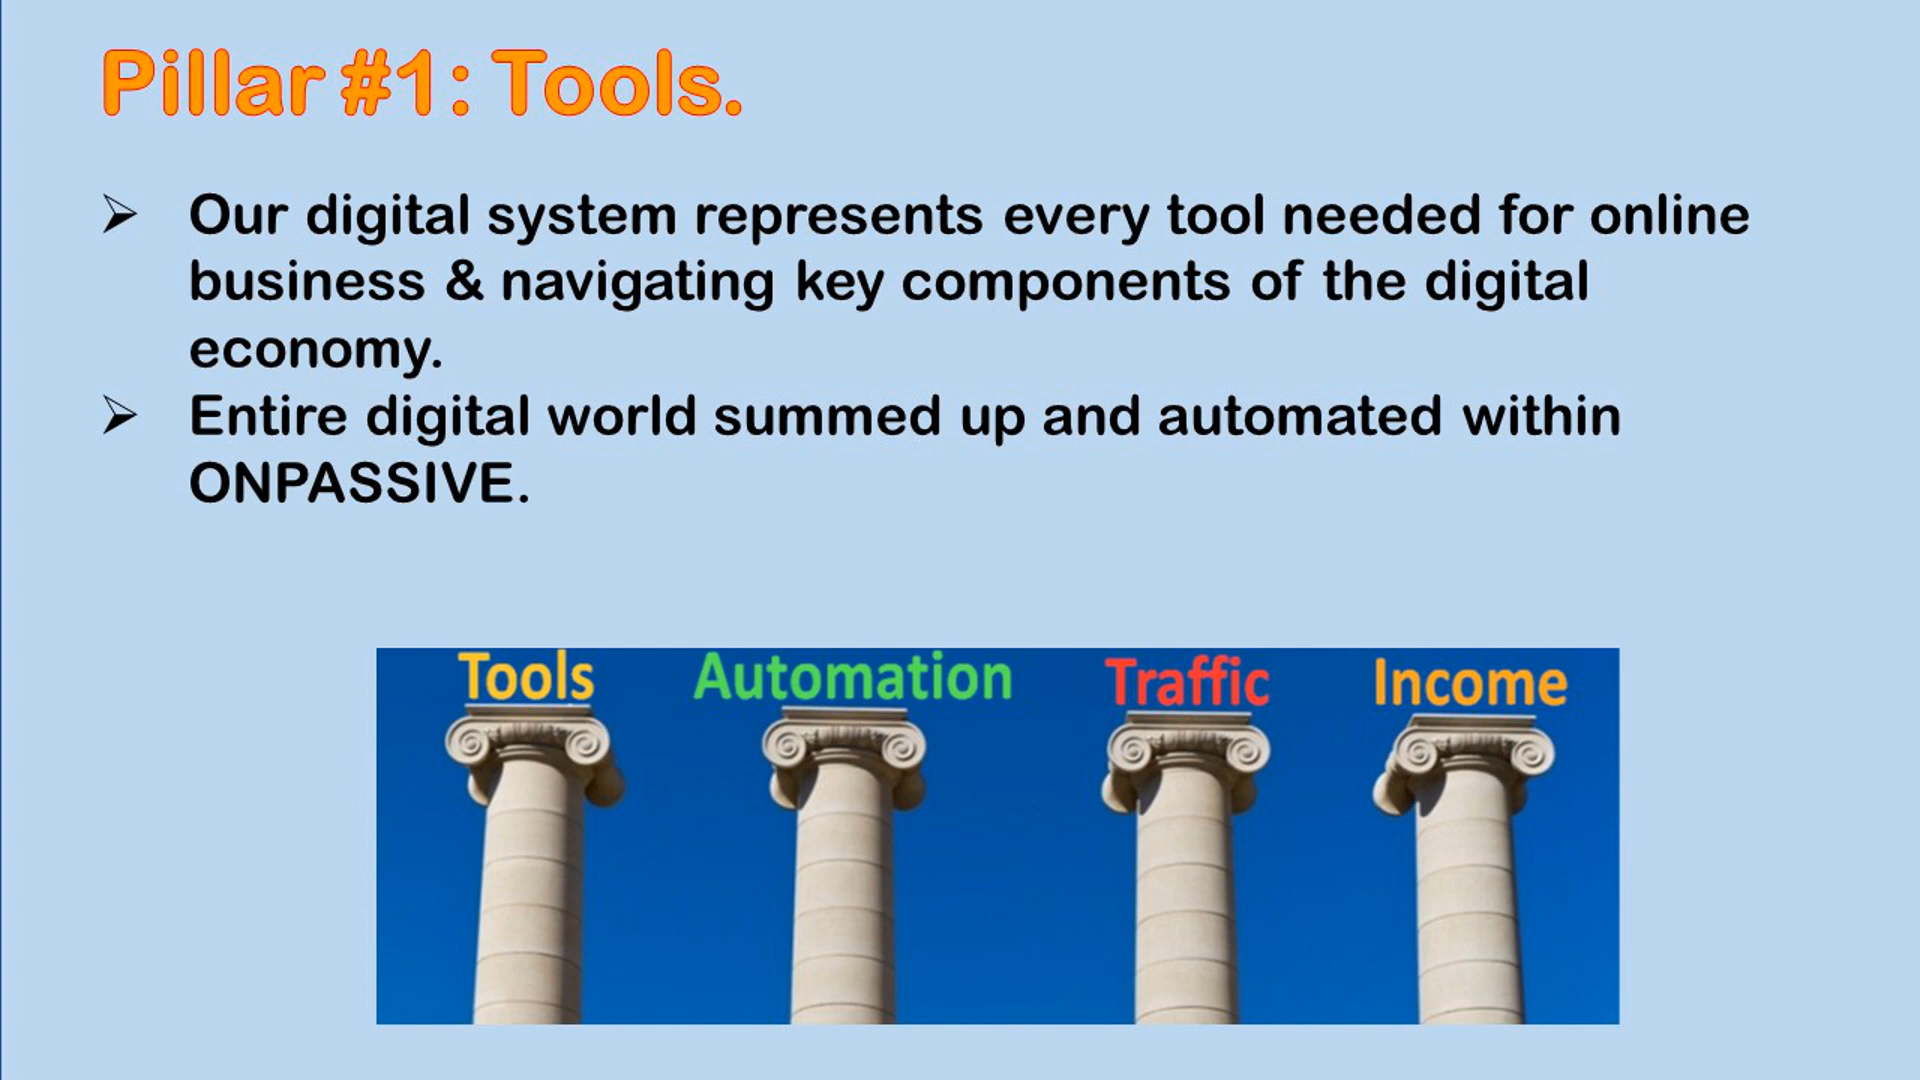 Pillar #1: Tools.
➢ Our digital system represents every tool needed for online
business & navigating key components of the digital
economy.
➢ Entire digital world summed up and automated within
ONPASSIVE.
Tools Automation Traffic Income